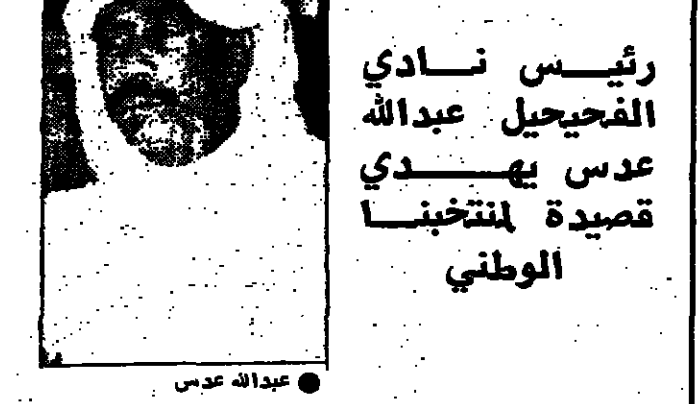 رئيس نادي
الفحيحيل عبدالله
عدس يهدي
قصيدة لمنتخبنا
الوطني
● عبدالله عدس